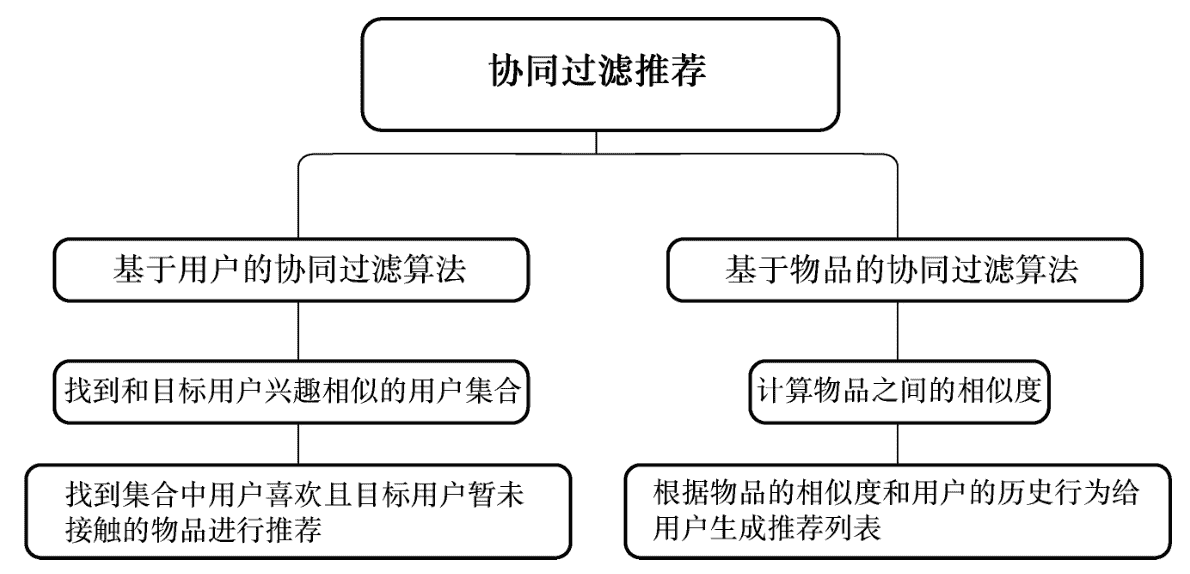 协同过滤推荐
基于用户的协同过滤算法
基于物品的协同过滤算法
找到和目标用户兴趣相似的用户集合
计算物品之间的相似度
找到集合中用户喜欢且目标用户暂未
接触的物品进行推荐
根据物品的相似度和用户的历史行为给
用户生成推荐列表